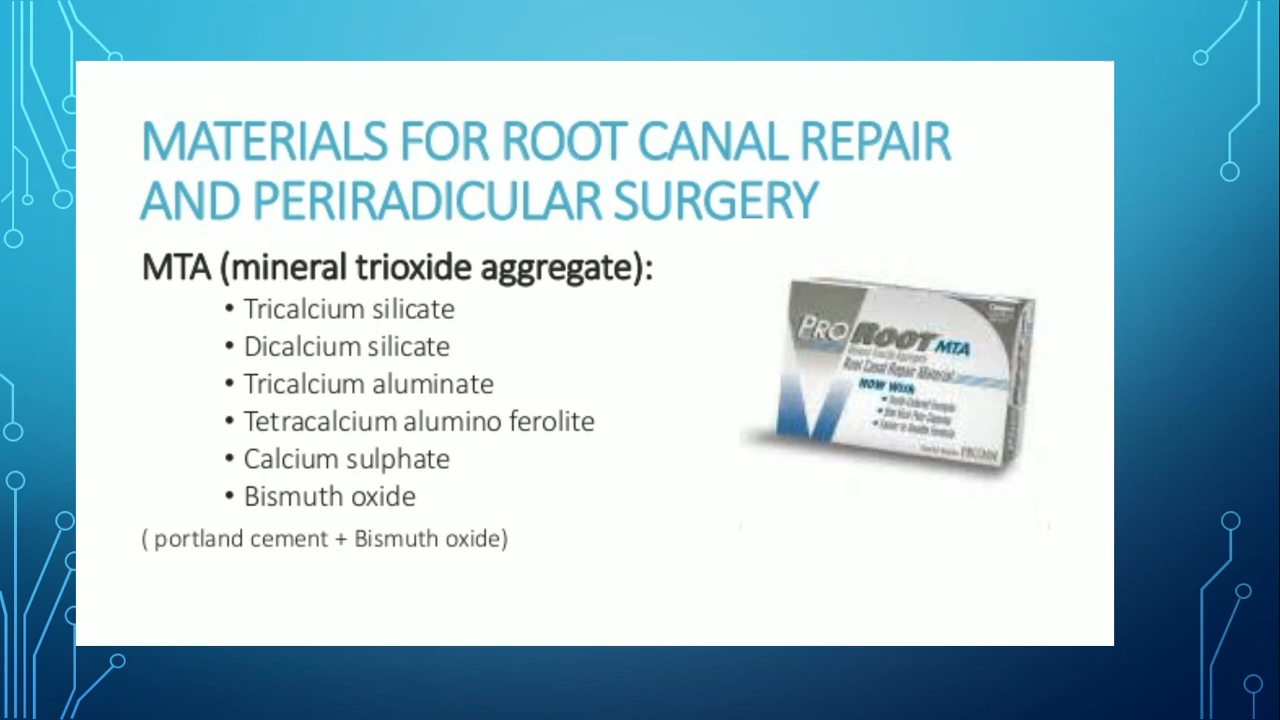 MATERIALS FOR ROOT CANAL REPAIR
AND PERIRADICULAR SURGERY
MTA (mineral trioxide aggregate):
• Tricalcium silicate
• Dicalcium silicate
• Tricalcium aluminate
• Tetracalcium alumino ferolite
• Calcium sulphate
• Bismuth oxide
( portland cement + Bismuth oxide)
PRO ROOT MTA
Root Canal Repair Material
NOW With